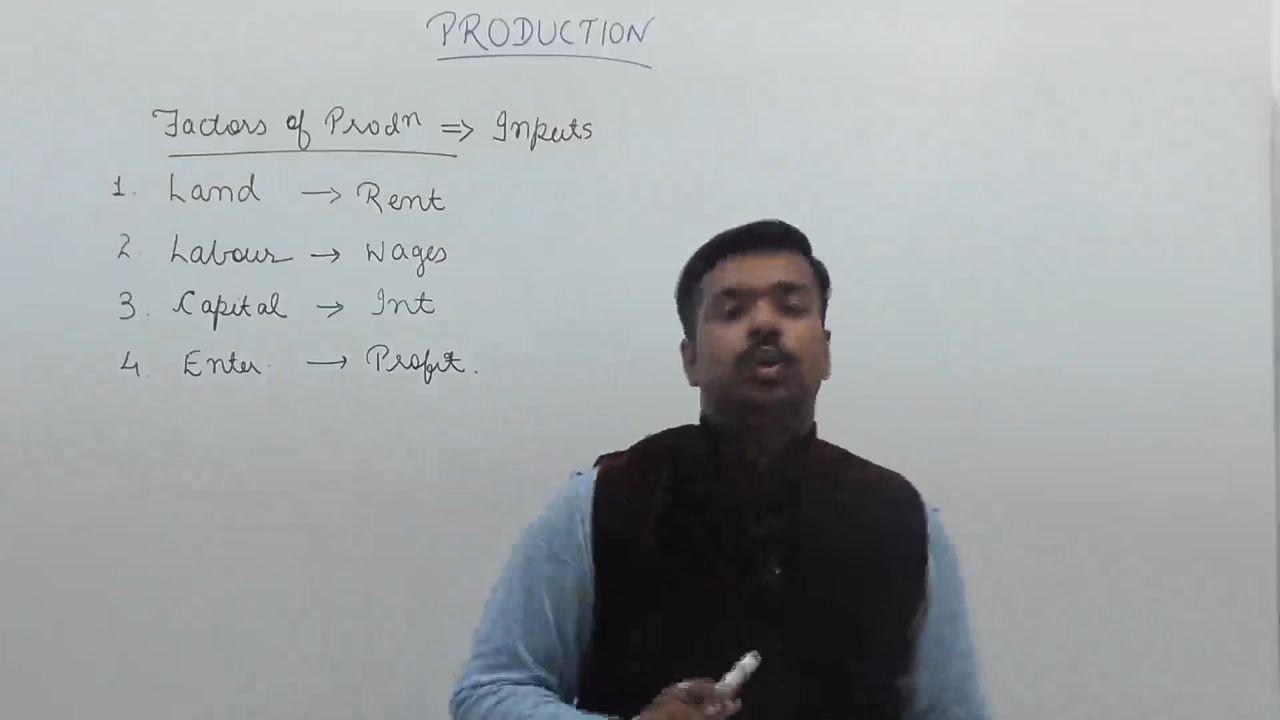 PRODUCTION
Factors of Prodn => Inputs
1. Land → Rent
2. Labour → Wages
3. Capital → Int
4. Enter. → Profit.